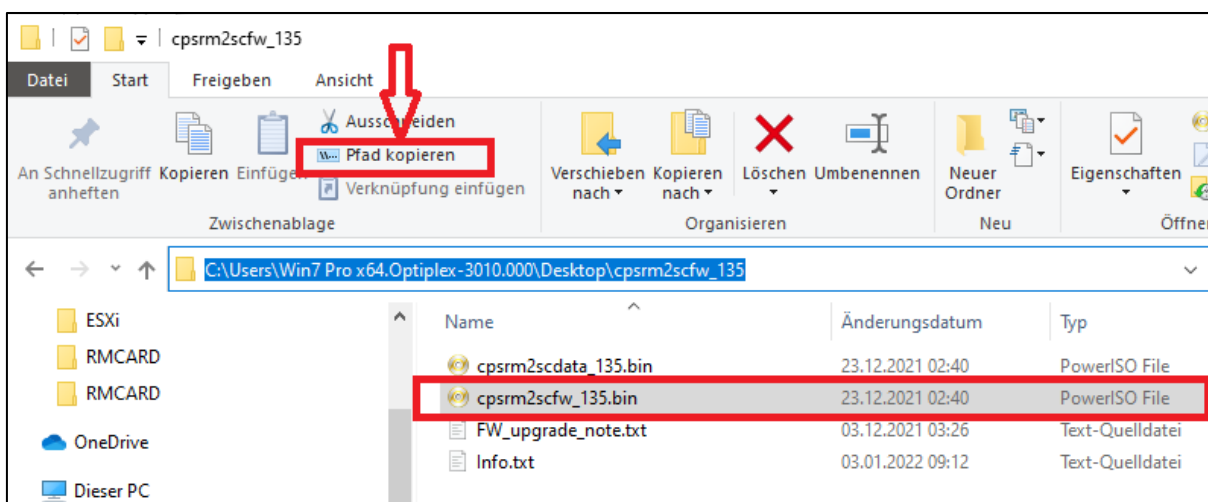 cpsrm2scfw_135
Datei Start Freigeben Ansicht
An Schnellzugriff anheften
Kopieren
Einfügen
Ausschneiden
Pfad kopieren
Verknüpfung einfügen
Verschieben nach
Kopieren nach
Löschen
Umbenennen
Neuer Ordner
Eigenschaften
Zwischenablage Organisieren Neu
C:\Users\Win7 Pro x64.Optiplex-3010.000\Desktop\cpsrm2scfw_135
ESXi
RMCARD
RMCARD
OneDrive
Dieser PC
Name Änderungsdatum Typ
cpsrm2scdata_135.bin 23.12.2021 02:40 PowerISO File
cpsrm2scfw_135.bin 23.12.2021 02:40 PowerISO File
FW_upgrade_note.txt 03.12.2021 03:26 Text-Quelldatei
Info.txt 03.01.2022 09:12 Text-Quelldatei